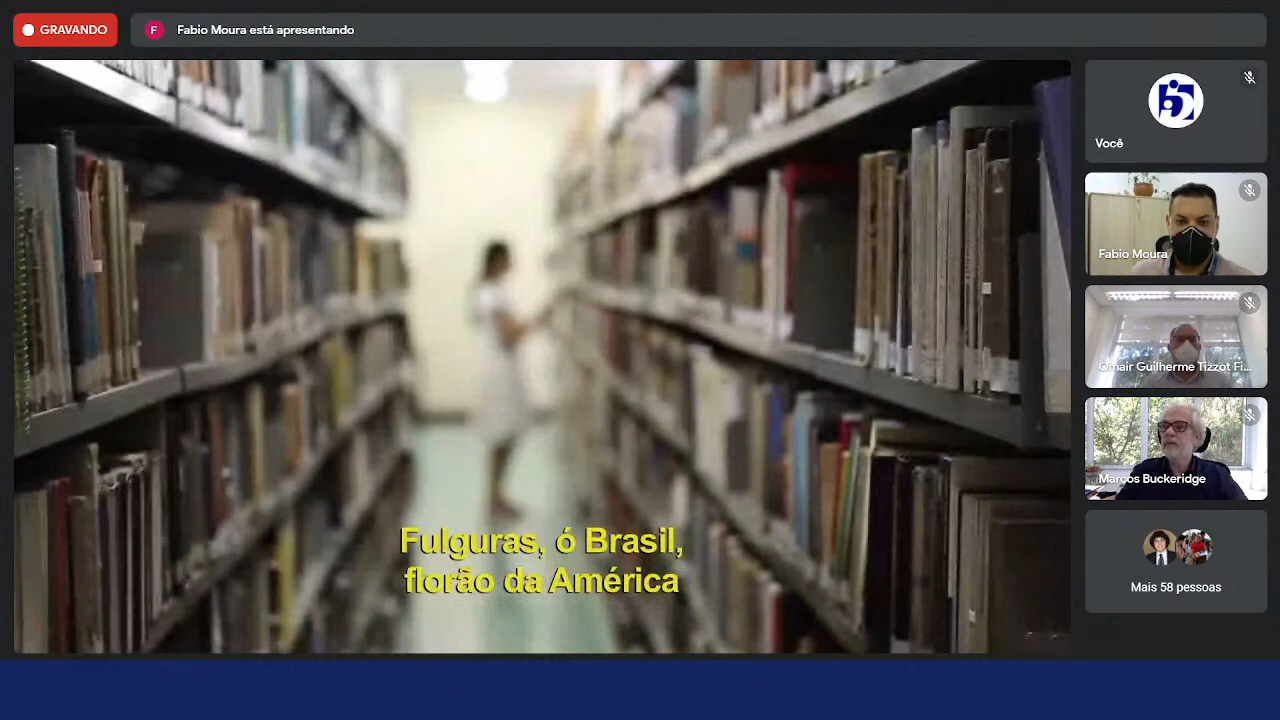 GRAVANDO
F
Fabio Moura está apresentando
Você
Fabio Moura
Omair Guilherme Tizzot Fi...
Marcos Buckeridge
Mais 58 pessoas
Fulguras, ó Brasil,
florão da América